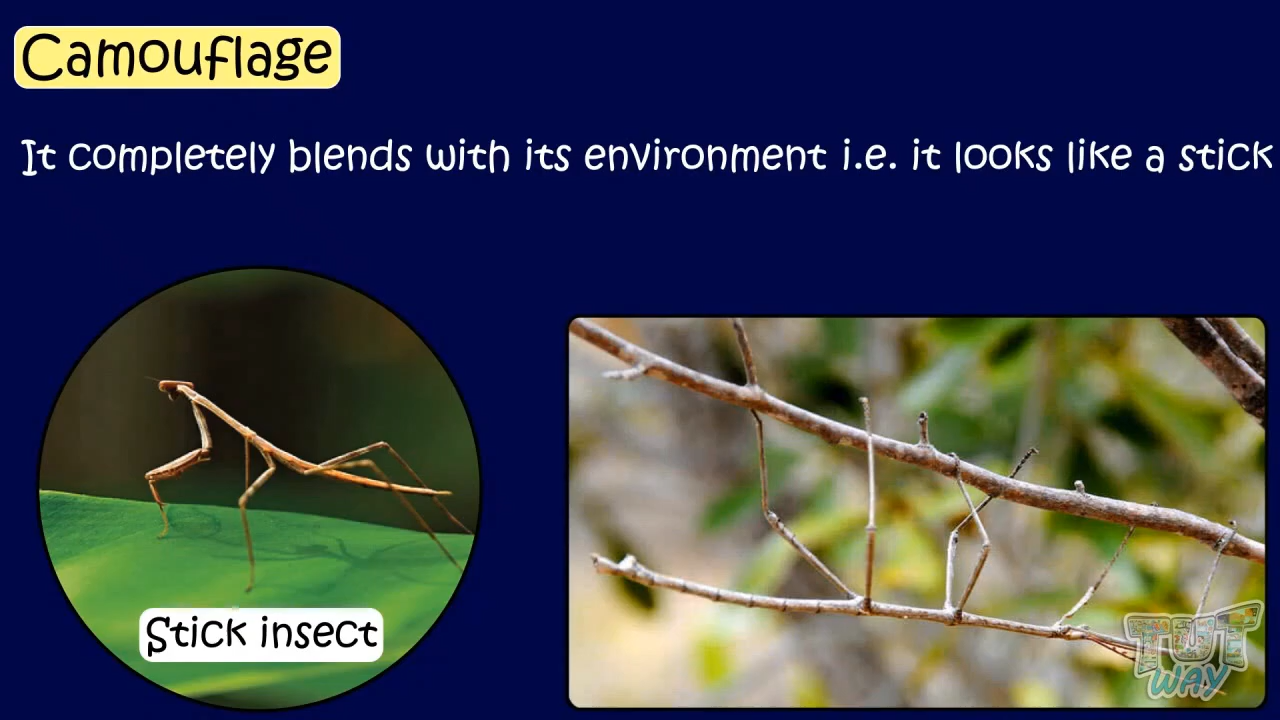 Camouflage
It completely blends with its environment i.e. it looks like a stick
Stick insect
TUT
WAY